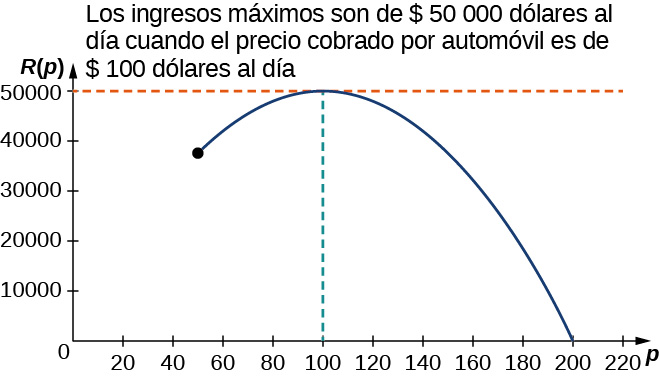 Los ingresos máximos son de $ 50 000 dólares al
día cuando el precio cobrado por automóvil es de
$ 100 dólares al día
R(p)
50000
40000
30000
20000
10000
0
20 40 60 80 100 120 140 160 180 200 220 p